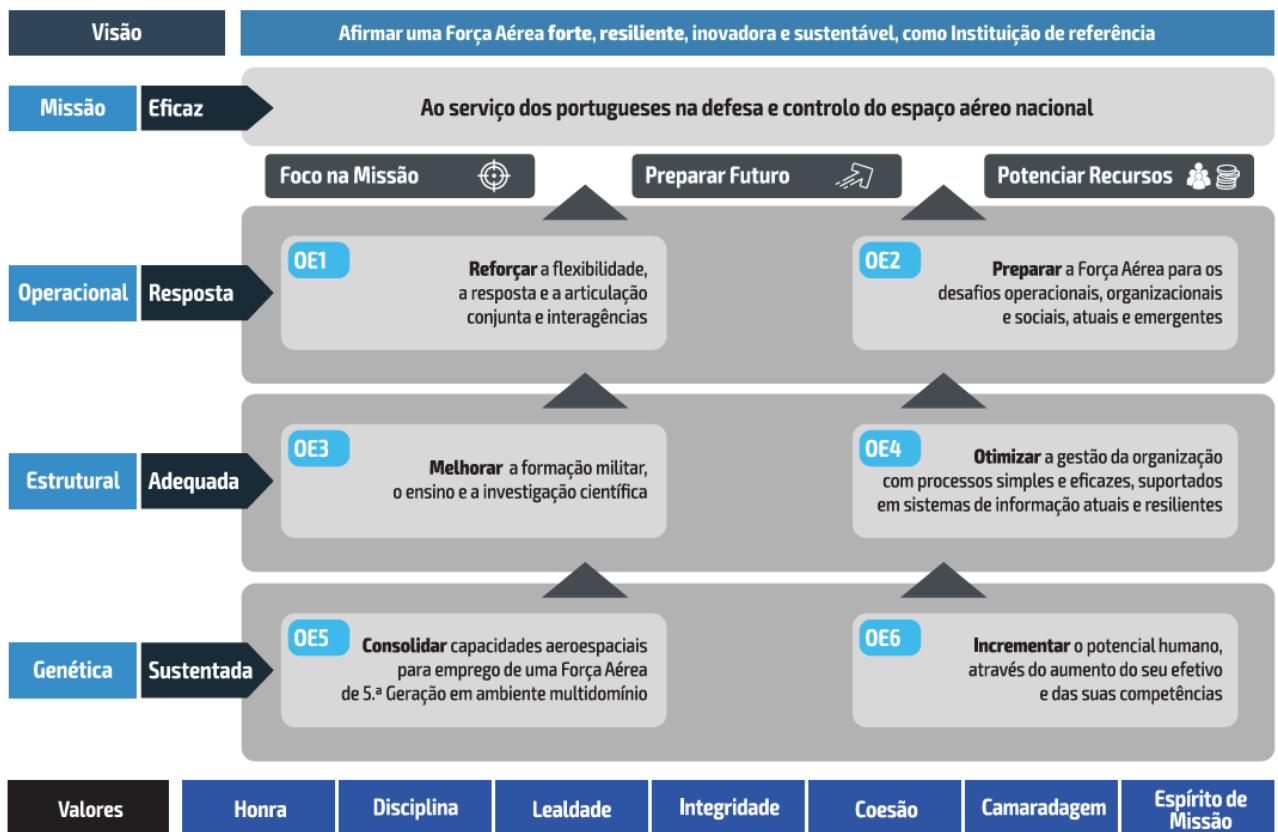 Visão
Afirmar uma Força Aérea forte, resiliente, inovadora e sustentável, como Instituição de referência
Missão
Eficaz
Ao serviço dos portugueses na defesa e controlo do espaço aéreo nacional
Foco na Missão
Preparar Futuro
Potenciar Recursos
Operacional
Resposta
OE1
Reforçar a flexibilidade,
a resposta e a articulação
conjunta e interagências
OE2
Preparar a Força Aérea para os
desafios operacionais, organizacionais
e sociais, atuais e emergentes
Estrutural
Adequada
OE3
Melhorar a formação militar,
o ensino e a investigação científica
OE4
Otimizar a gestão da organização
com processos simples e eficazes, suportados
em sistemas de informação atuais e resilientes
Genética
Sustentada
OE5
Consolidar capacidades aeroespaciais
para emprego de uma Força Aérea
de 5.ª Geração em ambiente multidomínio
OE6
Incrementar o potencial humano,
através do aumento do seu efetivo
e das suas competências
Valores
Honra
Disciplina
Lealdade
Integridade
Coesão
Camaradagem
Espírito de
Missão